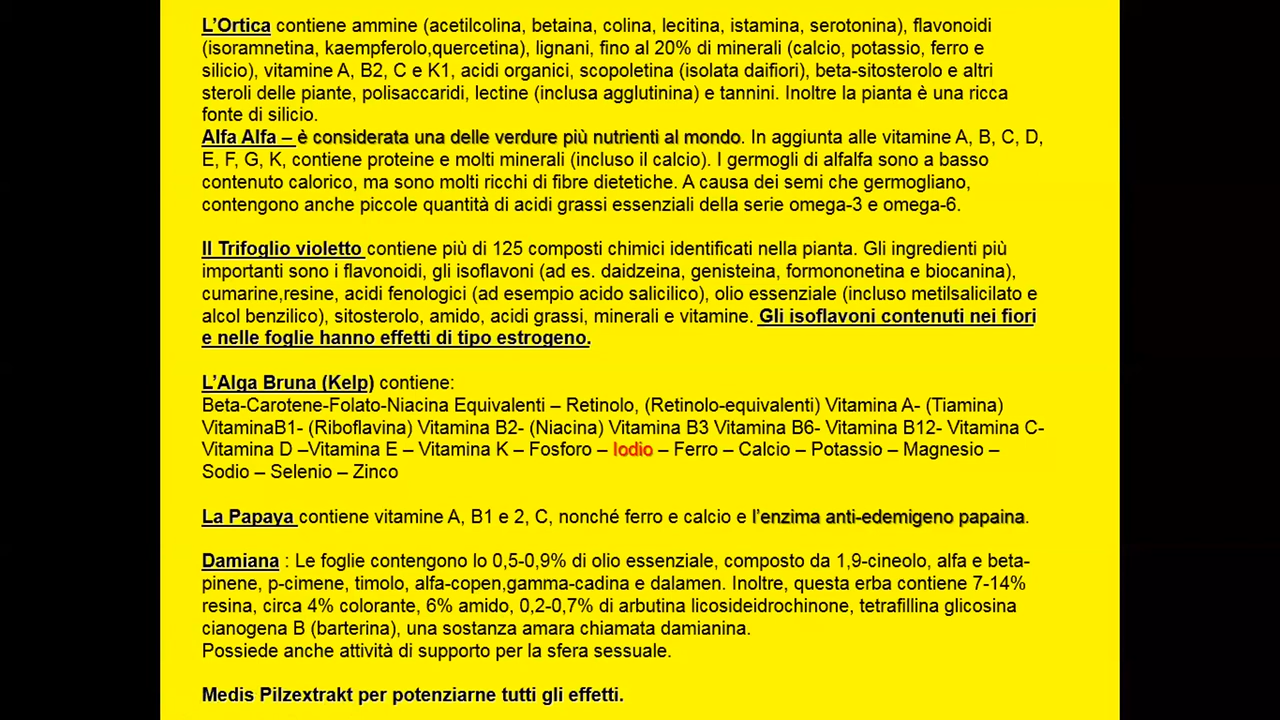 L’Ortica contiene ammine (acetilcolina, betaina, colina, lecitina, istamina, serotonina), flavonoidi
(isoramnetina, kaempferolo,quercetina), lignani, fino al 20% di minerali (calcio, potassio, ferro e
silicio), vitamine A, B2, C e K1, acidi organici, scopoletina (isolata daifiori), beta-sitosterolo e altri
steroli delle piante, polisaccaridi, lectine (inclusa agglutinina) e tannini. Inoltre la pianta è una ricca
fonte di silicio.
Alfa Alfa – è considerata una delle verdure più nutrienti al mondo. In aggiunta alle vitamine A, B, C, D,
E, F, G, K, contiene proteine e molti minerali (incluso il calcio). I germogli di alfalfa sono a basso
contenuto calorico, ma sono molti ricchi di fibre dietetiche. A causa dei semi che germogliano,
contengono anche piccole quantità di acidi grassi essenziali della serie omega-3 e omega-6.
Il Trifoglio violetto contiene più di 125 composti chimici identificati nella pianta. Gli ingredienti più
importanti sono i flavonoidi, gli isoflavoni (ad es. daidzeina, genisteina, formononetina e biocanina),
cumarine,resine, acidi fenologici (ad esempio acido salicilico), olio essenziale (incluso metilsalicilato e
alcol benzilico), sitosterolo, amido, acidi grassi, minerali e vitamine. Gli isoflavoni contenuti nei fiori
e nelle foglie hanno effetti di tipo estrogeno.
L’Alga Bruna (Kelp) contiene:
Beta-Carotene-Folato-Niacina Equivalenti – Retinolo, (Retinolo-equivalenti) Vitamina A- (Tiamina)
VitaminaB1- (Riboflavina) Vitamina B2- (Niacina) Vitamina B3 Vitamina B6- Vitamina B12- Vitamina C-
Vitamina D –Vitamina E – Vitamina K – Fosforo – Iodio – Ferro – Calcio – Potassio – Magnesio –
Sodio – Selenio – Zinco
La Papaya contiene vitamine A, B1 e 2, C, nonché ferro e calcio e l’enzima anti-edemigeno papaina.
Damiana : Le foglie contengono lo 0,5-0,9% di olio essenziale, composto da 1,9-cineolo, alfa e beta-
pinene, p-cimene, timolo, alfa-copen,gamma-cadina e dalamen. Inoltre, questa erba contiene 7-14%
resina, circa 4% colorante, 6% amido, 0,2-0,7% di arbutina licosideidrochinone, tetrafillina glicosina
cianogena B (barterina), una sostanza amara chiamata damianina.
Possiede anche attività di supporto per la sfera sessuale.
Medis Pilzextrakt per potenziarne tutti gli effetti.